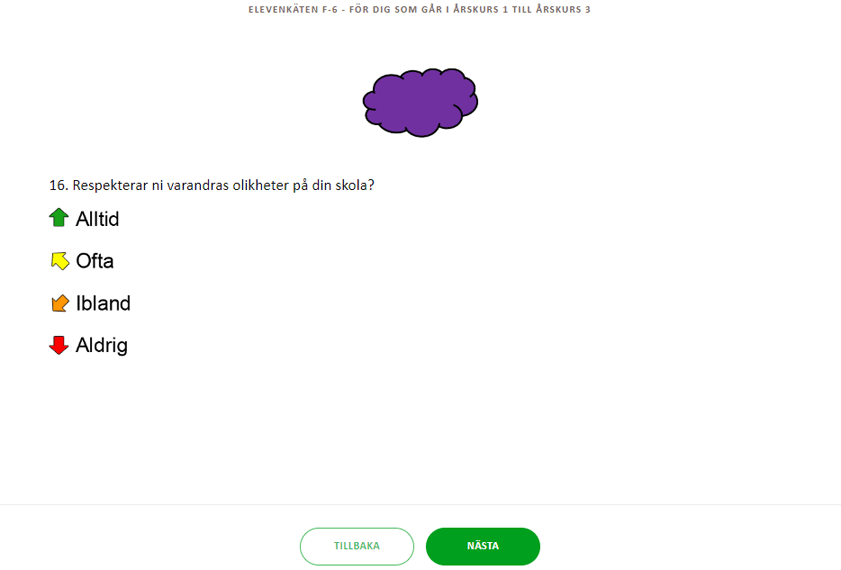 ELEVENKÄTEN F-6 - FÖR DIG SOM GÅR I ÅRSKURS 1 TILL ÅRSKURS 3
16. Respekterar ni varandras olikheter på din skola?
Alltid
Ofta
Ibland
Aldrig
TILLBAKA
NÄSTA